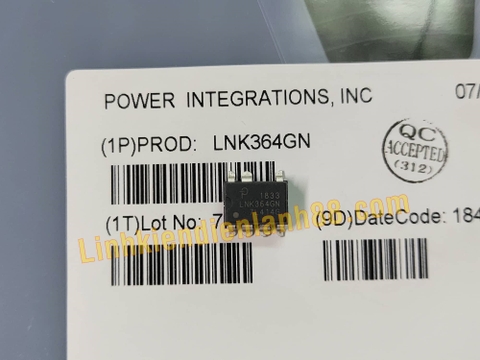 POWER INTEGRATIONS, INC 07/
(1P)PROD: LNK364GN
QC
ACCEPTED
(312)
P 1833
LNK364GN
(1T)Lot No: 7
(9D)DateCode: 184
Linhkiendienlanh88.com